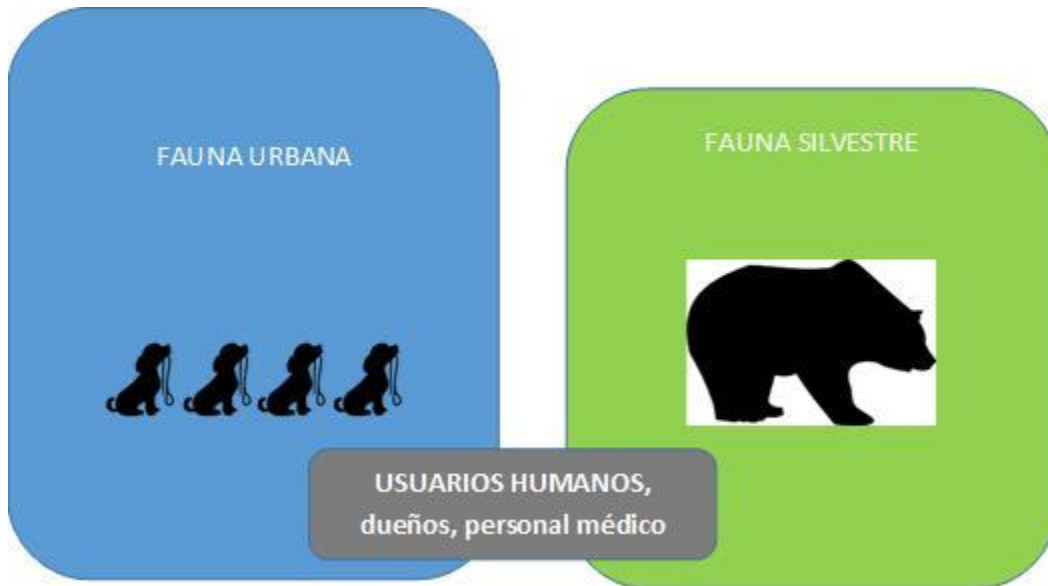 FAUNA URBANA
FAUNA SILVESTRE
USUARIOS HUMANOS,
dueños, personal médico